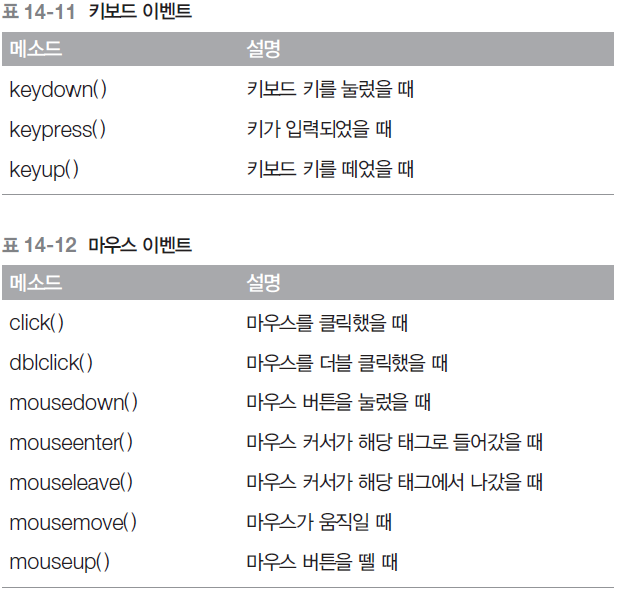 표 14-11 키보드 이벤트
메소드 설명
keydown() 키보드 키를 눌렀을 때
keypress() 키가 입력되었을 때
keyup() 키보드 키를 떼었을 때
표 14-12 마우스 이벤트
메소드 설명
click() 마우스를 클릭했을 때
dblclick() 마우스를 더블 클릭했을 때
mousedown() 마우스 버튼을 눌렀을 때
mouseenter() 마우스 커서가 해당 태그로 들어갔을 때
mouseleave() 마우스 커서가 해당 태그에서 나갔을 때
mousemove() 마우스가 움직일 때
mouseup() 마우스 버튼을 뗄 때